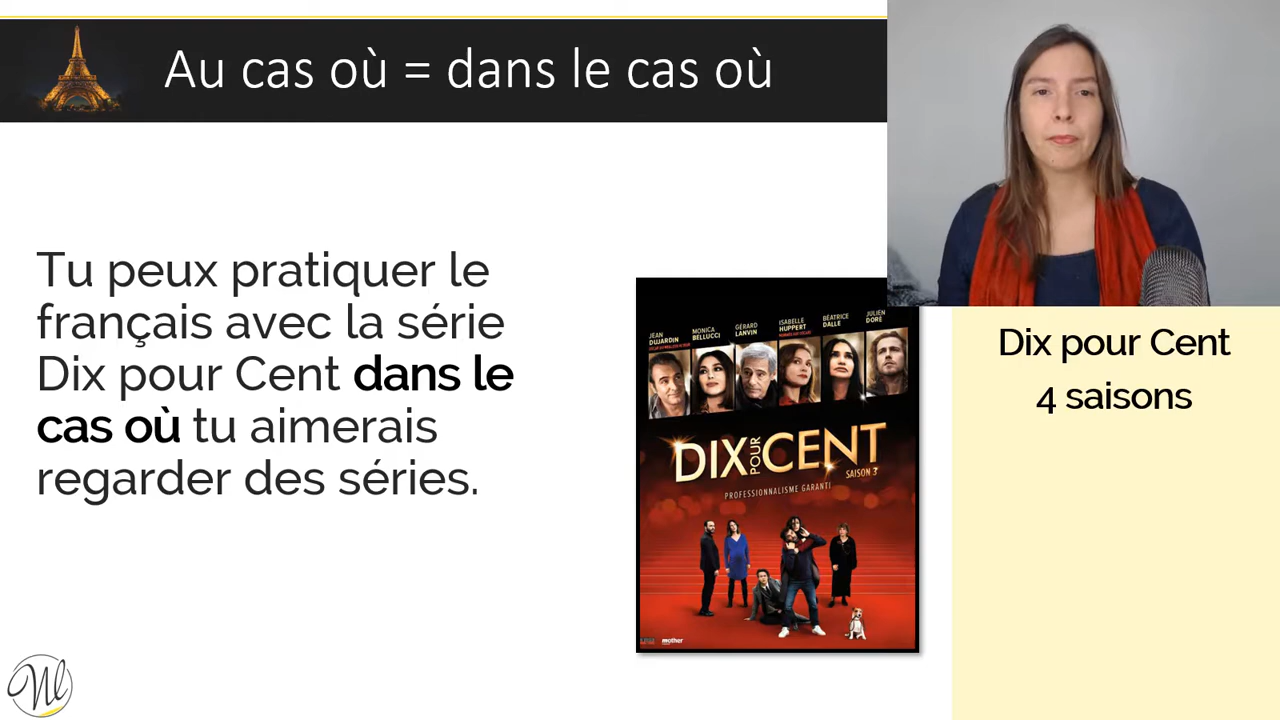 Au cas où = dans le cas où
Tu peux pratiquer le
français avec la série
Dix pour Cent dans le
cas où tu aimerais
regarder des séries.
JEAN
DUJARDIN
MONICA
BELLUCCI
GÉRARD
LANVIN
ISABELLE
HUPPERT
BÉATRICE
DALLE
JULIEN
DORÉ
DIX POUR CENT
SAISON 3
PROFESSIONNALISME GARANTI
mother
Dix pour Cent
4 saisons